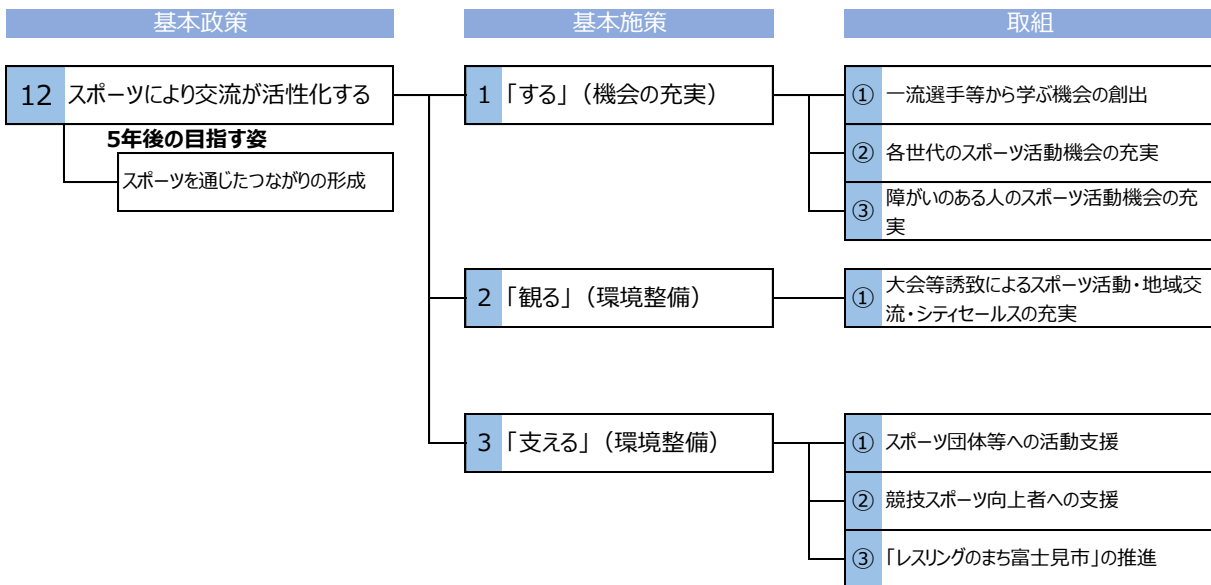 基本政策
基本施策
取組
12 スポーツにより交流が活性化する
5年後の目指す姿
スポーツを通じたつながりの形成
1 「する」（機会の充実）
① 一流選手等から学ぶ機会の創出
② 各世代のスポーツ活動機会の充実
③ 障がいのある人のスポーツ活動機会の充
実
2 「観る」（環境整備）
① 大会等誘致によるスポーツ活動・地域交
流・シティセールスの充実
3 「支える」（環境整備）
① スポーツ団体等への活動支援
② 競技スポーツ向上者への支援
③ 「レスリングのまち富士見市」の推進